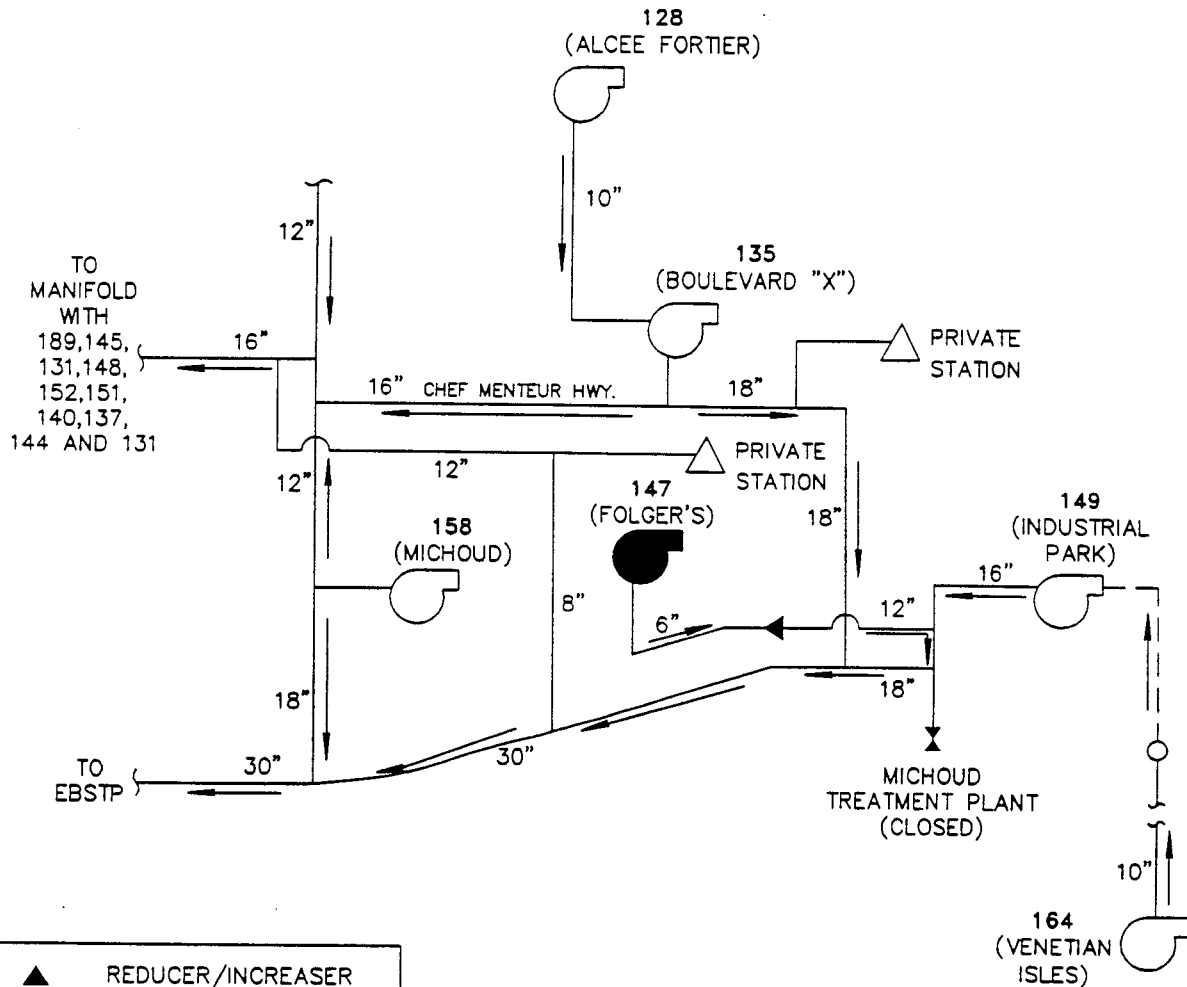 128
(ALCEE FORTIER)
10"
12"
135
(BOULEVARD "X")
TO
MANIFOLD
WITH
189,145,
131,148,
152,151,
140,137,
144 AND 131
16"
PRIVATE
STATION
16"
CHEF MENTEUR HWY.
18"
12"
12"
PRIVATE
STATION
147
(FOLGER'S)
18"
158
(MICHOUD)
149
(INDUSTRIAL
PARK)
8"
6"
12"
16"
18"
18"
30"
30"
TO
EBSTP
MICHOUD
TREATMENT PLANT
(CLOSED)
10"
164
(VENETIAN
ISLES)
REDUCER/INCREASER